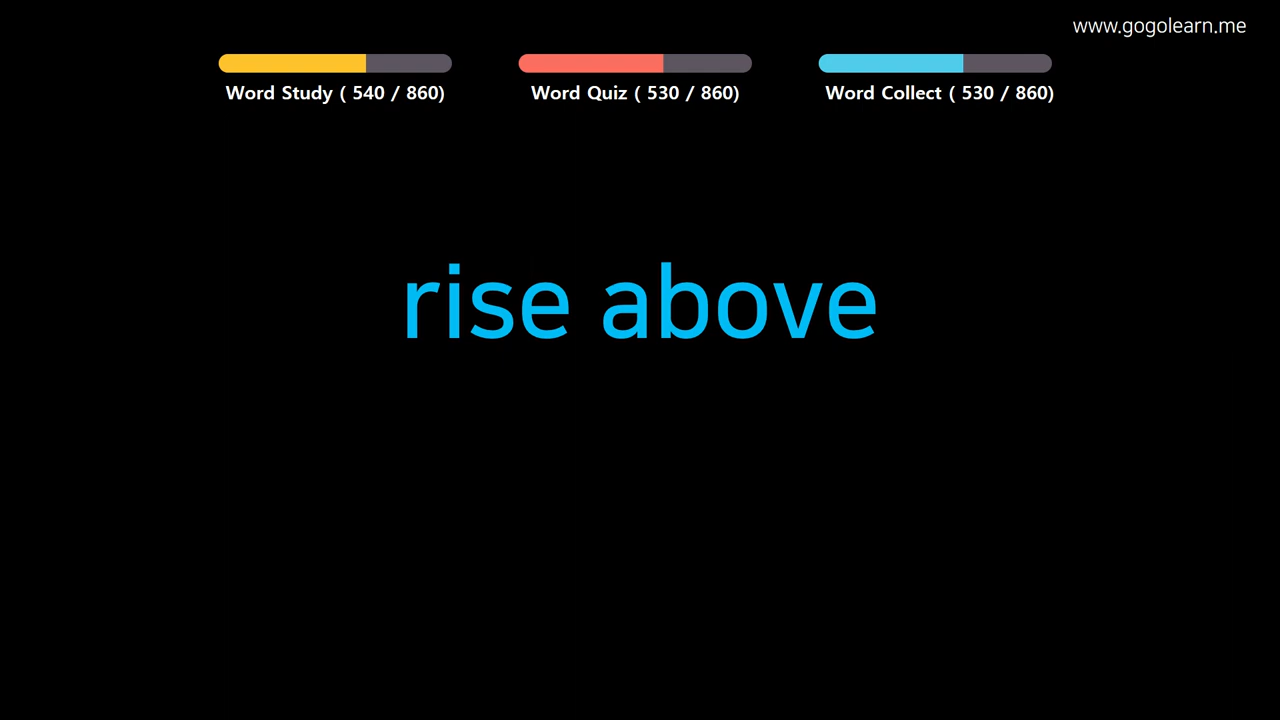 www.gogolearn.me
Word Study ( 540 / 860)
Word Quiz ( 530 / 860)
Word Collect ( 530 / 860)
rise above